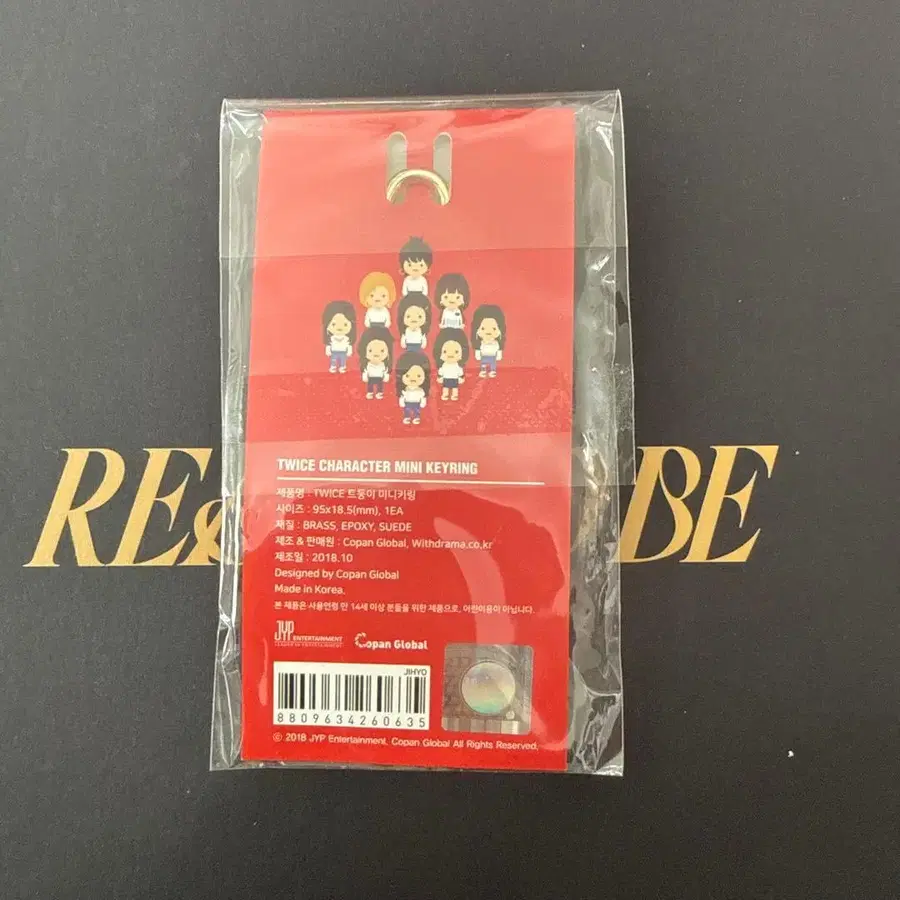 TWICE CHARACTER MINI KEYRING
제품명 : TWICE 트둥이 미니키링
사이즈 : 95x18.5(mm), 1EA
재질 : BRASS, EPOXY, SUEDE
제조 & 판매원 : Copan Global, Withdrama.co.kr
제조일 : 2018.10
Designed by Copan Global
Made in Korea.
본 제품은 사용연령 만 14세 이상 분들을 위한 제품으로, 어린이용이 아닙니다.
JYP ENTERTAINMENT
LEADER IN ENTERTAINMENT
Copan Global
JIHYO
8809634260635
ⓒ 2018 JYP Entertainment. Copan Global All Rights Reserved.
RE
BE